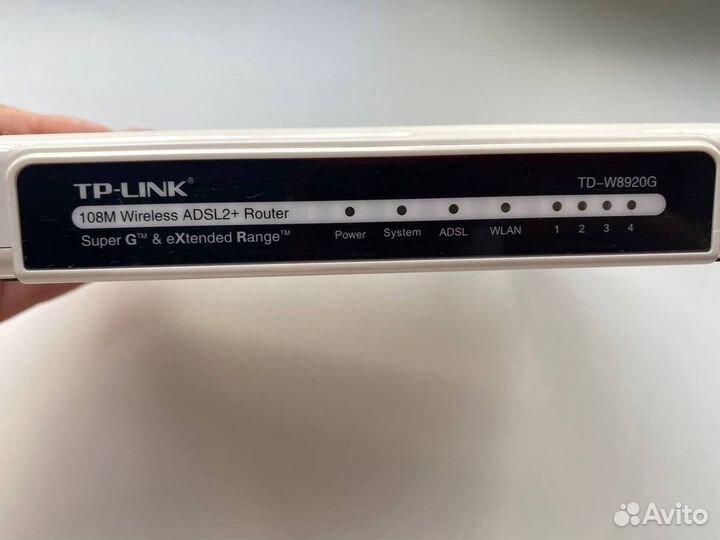 TP-LINK®
TD-W8920G
108M Wireless ADSL2+ Router
Super G™ & eXtended Range™
Power System ADSL WLAN 1 2 3 4
Avito